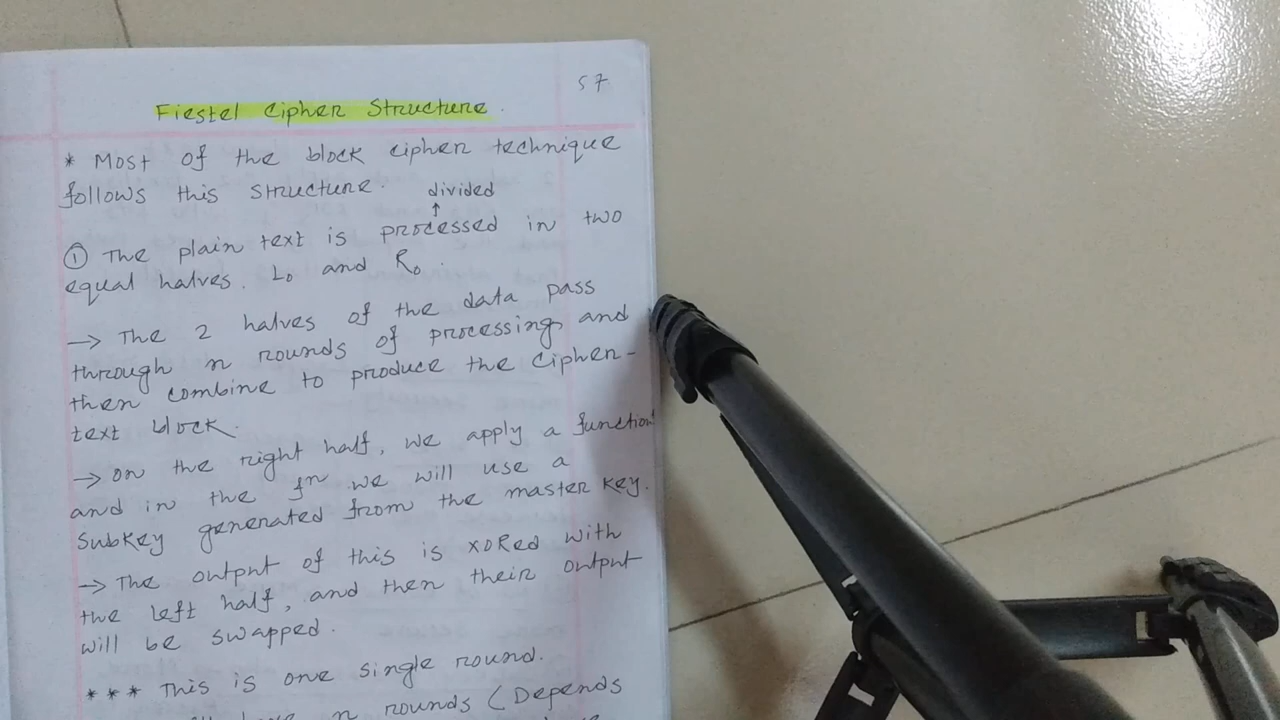 57
Fiestel Cipher Structure.
* Most of the block cipher technique
follows this structure.
divided
↑
① The plain text is processed in two
equal halves. L₀ and R₀.
→ The 2 halves of the data pass
through n rounds of processing and
then combine to produce the cipher-
text block.
→ on the right half, we apply a function
and in the fn we will use a
subkey generated from the master key.
→ The output of this is XORed with
the left half, and then their output
will be swapped.
*** This is one single round.
n rounds (Depends